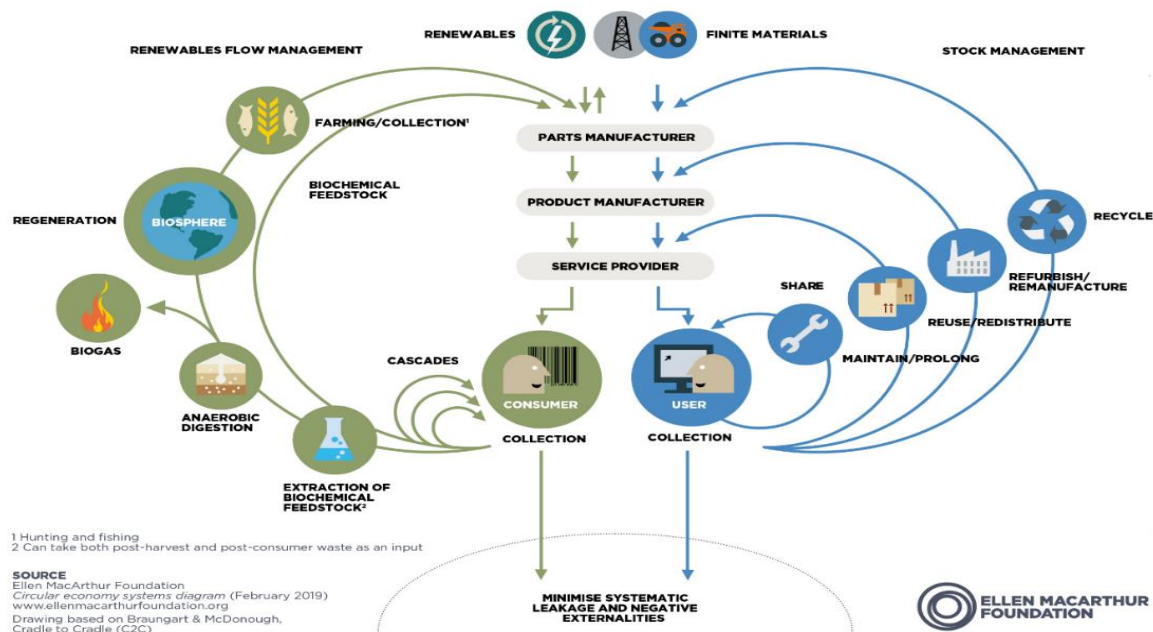 RENEWABLES
FINITE MATERIALS
RENEWABLES FLOW MANAGEMENT
STOCK MANAGEMENT
FARMING/COLLECTION¹
PARTS MANUFACTURER
BIOCHEMICAL
FEEDSTOCK
PRODUCT MANUFACTURER
REGENERATION
BIOSPHERE
RECYCLE
SERVICE PROVIDER
SHARE
REFURBISH/
REMANUFACTURE
REUSE/REDISTRIBUTE
BIOGAS
CASCADES
MAINTAIN/PROLONG
CONSUMER
USER
ANAEROBIC
DIGESTION
COLLECTION
COLLECTION
EXTRACTION OF
BIOCHEMICAL
FEEDSTOCK²
1 Hunting and fishing
2 Can take both post-harvest and post-consumer waste as an input
SOURCE
Ellen MacArthur Foundation
Circular economy systems diagram (February 2019)
www.ellenmacarthurfoundation.org
Drawing based on Braungart & McDonough,
Cradle to Cradle (C2C)
MINIMISE SYSTEMATIC
LEAKAGE AND NEGATIVE
EXTERNALITIES
ELLEN MACARTHUR
FOUNDATION